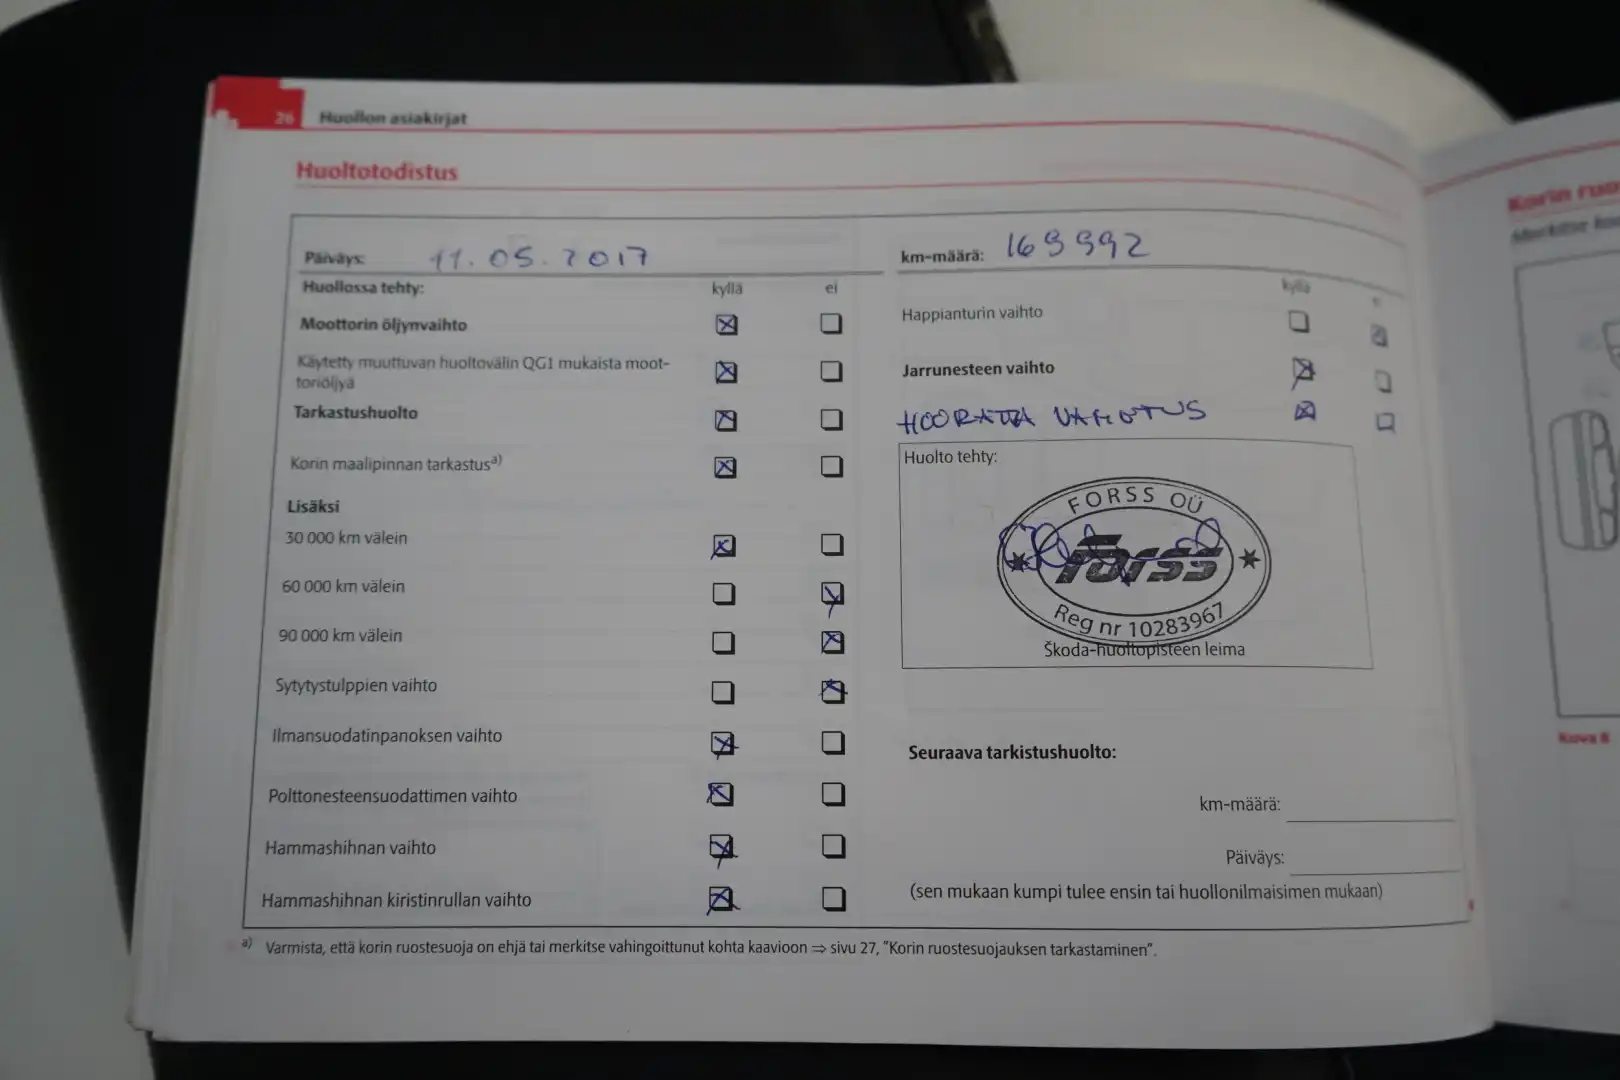 26 Huollon asiakirjat
Huoltotodistus
Päiväys: 11.05.2017
Huollossa tehty: kyllä ei
Moottorin öljynvaihto
Käytetty muuttuvan huoltovälin QG1 mukaista moot-
toriöljyä
Tarkastushuolto
Korin maalipinnan tarkastus a)
Lisäksi
30 000 km välein
60 000 km välein
90 000 km välein
Sytytystulppien vaihto
Ilmansuodatinpanoksen vaihto
Polttonesteensuodattimen vaihto
Hammashihnan vaihto
Hammashihnan kiristinrullan vaihto
km-määrä: 169992
kyllä
Happianturin vaihto
Jarrunesteen vaihto
Huolto tehty:
FORSS OÜ
Forss
Reg nr 10283967
Škoda-huoltopisteen leima
Seuraava tarkistushuolto:
km-määrä:
Päiväys:
(sen mukaan kumpi tulee ensin tai huollonilmaisimen mukaan)
a) Varmista, että korin ruostesuoja on ehjä tai merkitse vahingoittunut kohta kaavioon ⇒ sivu 27, "Korin ruostesuojauksen tarkastaminen".
Korin
Kuva 8